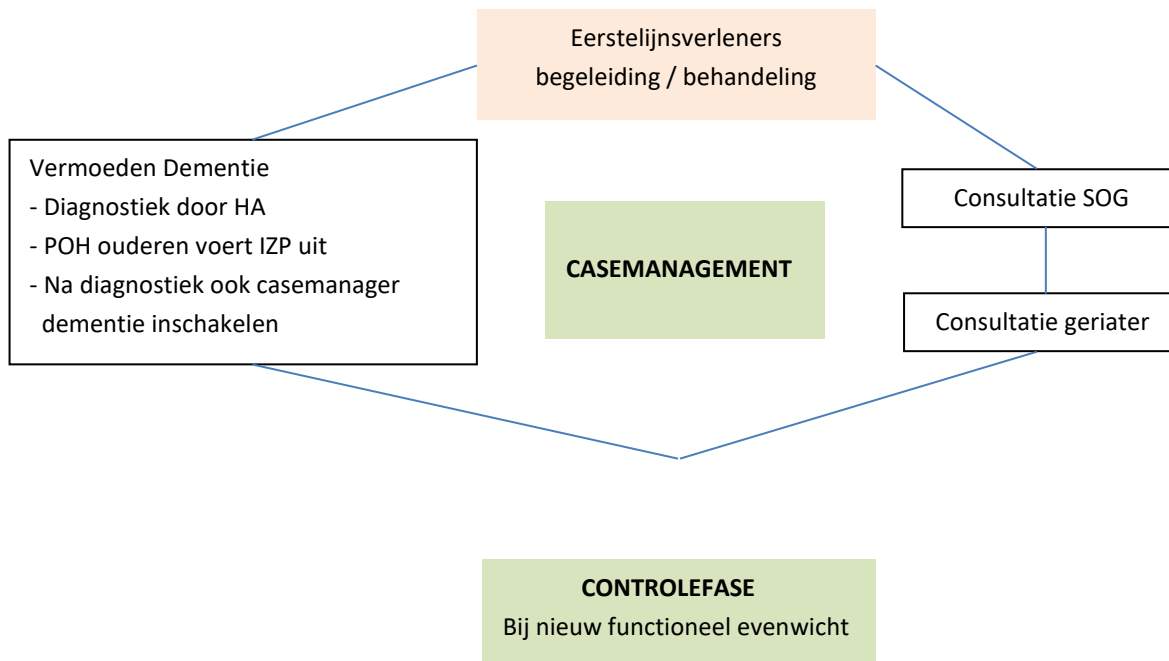 Eerstelijnsverleners
begeleiding / behandeling
Vermoeden Dementie
- Diagnostiek door HA
- POH ouderen voert IZP uit
- Na diagnostiek ook casemanager
dementie inschakelen
CASEMANAGEMENT
Consultatie SOG
Consultatie geriater
CONTROLEFASE
Bij nieuw functioneel evenwicht